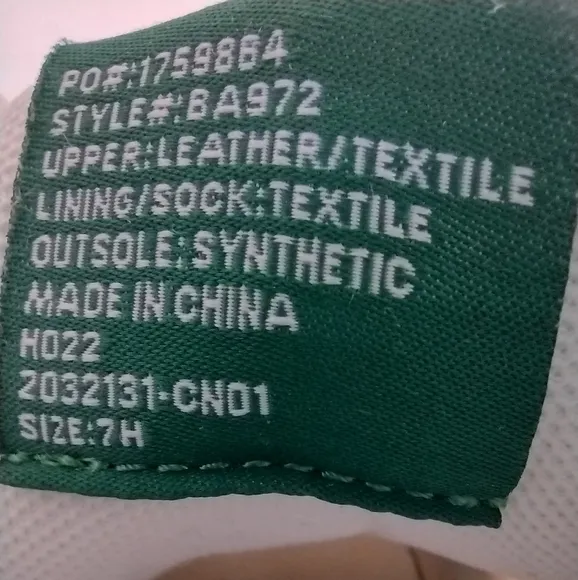 PO#:1759864
STYLE#:BA972
UPPER:LEATHER/TEXTILE
LINING/SOCK:TEXTILE
OUTSOLE:SYNTHETIC
MADE IN CHINA
H022
2032131-CN01
SIZE:7H